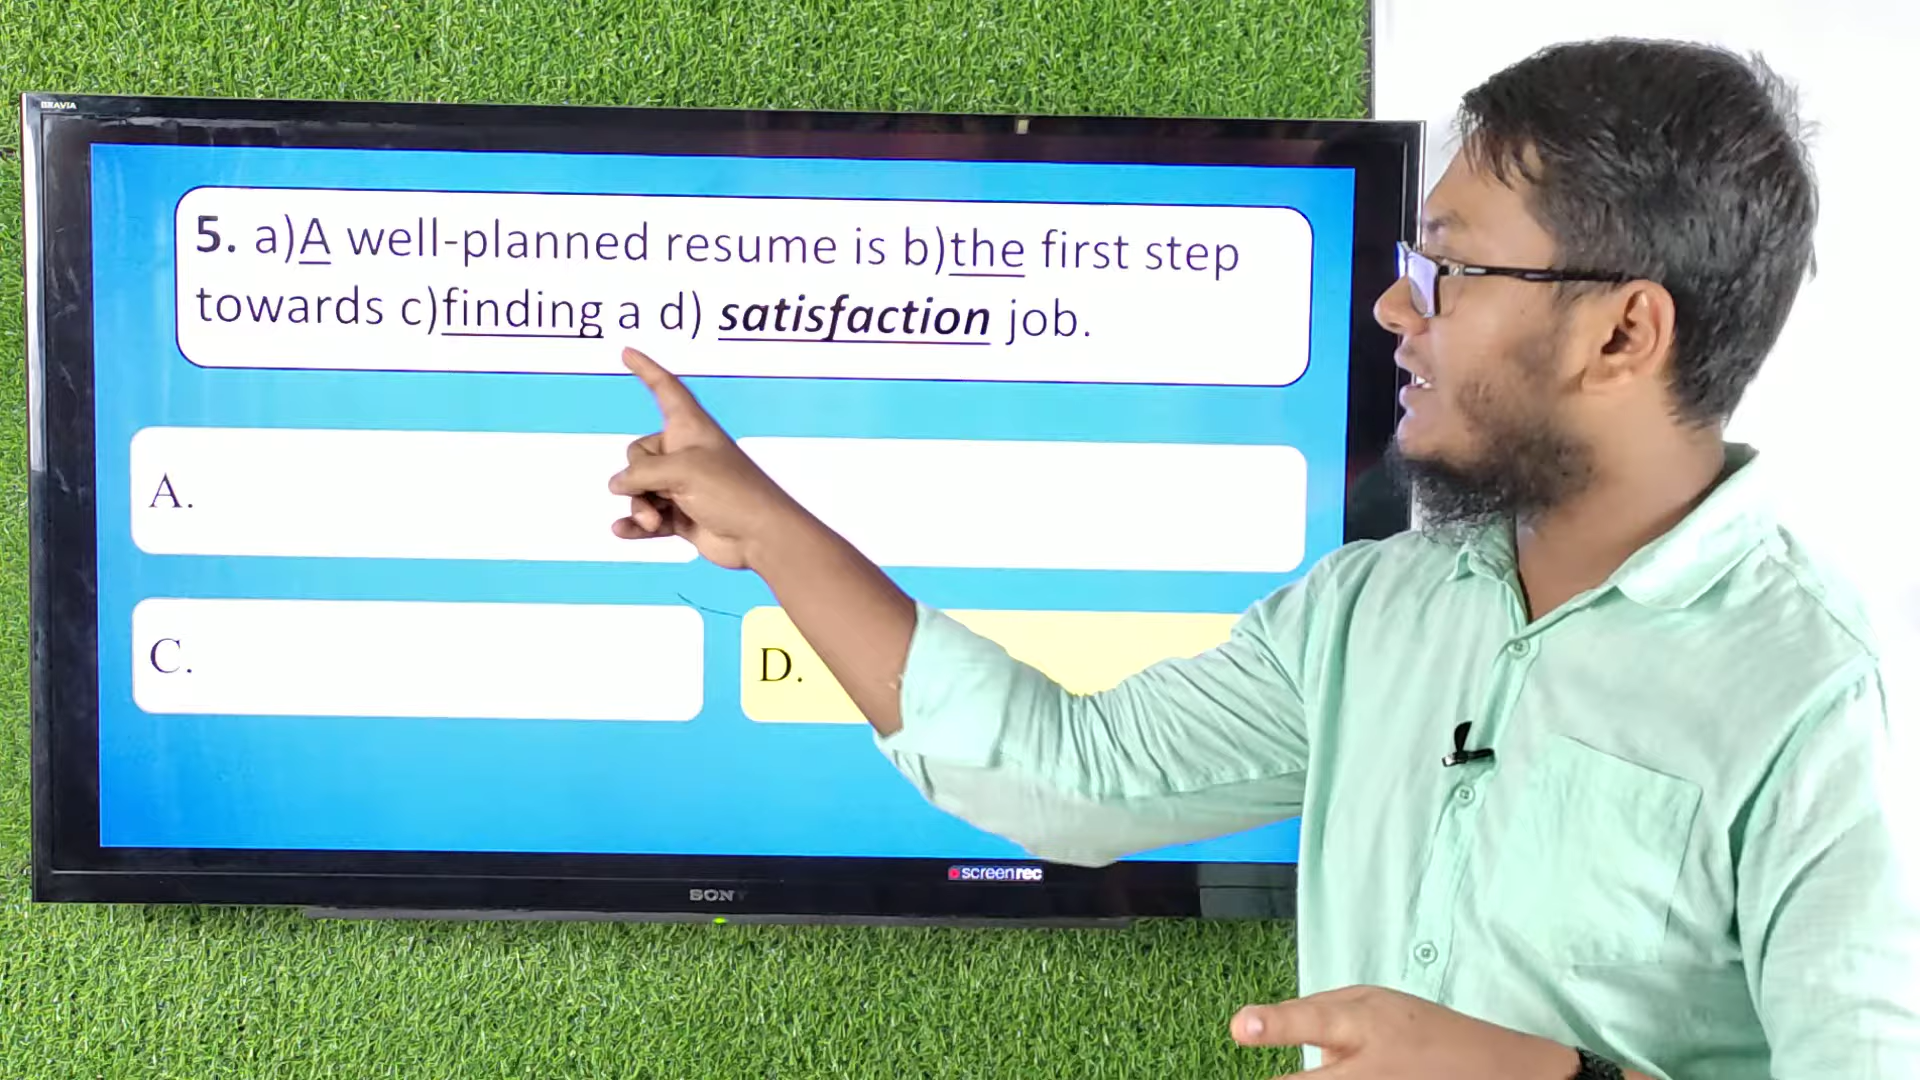 BRAVIA
5. a)A well-planned resume is b)the first step
towards c)finding a d) satisfaction job.
A.
C.
D.
screenrec
SONY